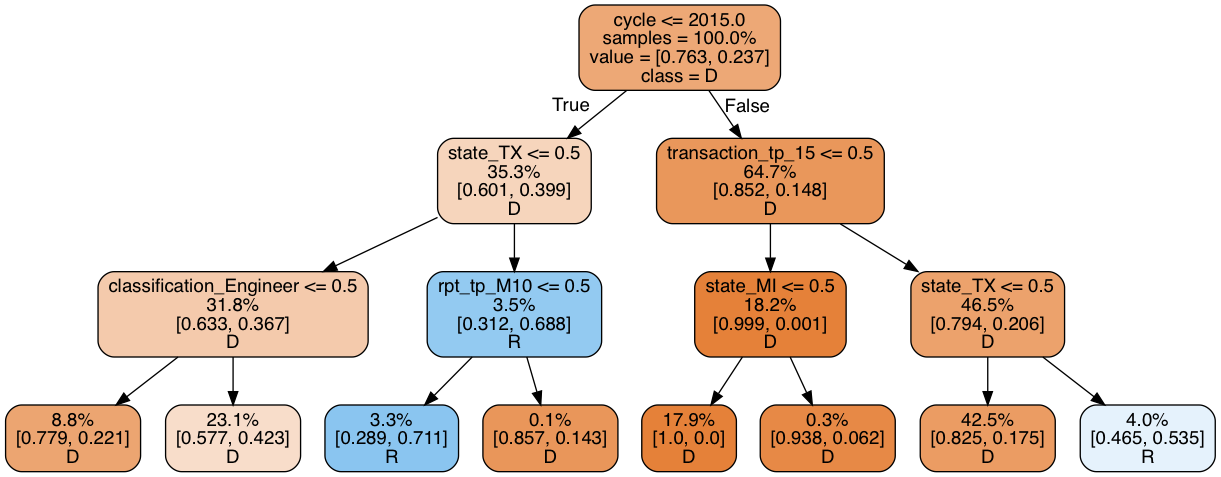 cycle <= 2015.0
samples = 100.0%
value = [0.763, 0.237]
class = D
True
False
state_TX <= 0.5
35.3%
[0.601, 0.399]
D
transaction_tp_15 <= 0.5
64.7%
[0.852, 0.148]
D
classification_Engineer <= 0.5
31.8%
[0.633, 0.367]
D
rpt_tp_M10 <= 0.5
3.5%
[0.312, 0.688]
R
state_MI <= 0.5
18.2%
[0.999, 0.001]
D
state_TX <= 0.5
46.5%
[0.794, 0.206]
D
8.8%
[0.779, 0.221]
D
23.1%
[0.577, 0.423]
D
3.3%
[0.289, 0.711]
R
0.1%
[0.857, 0.143]
D
17.9%
[1.0, 0.0]
D
0.3%
[0.938, 0.062]
D
42.5%
[0.825, 0.175]
D
4.0%
[0.465, 0.535]
R